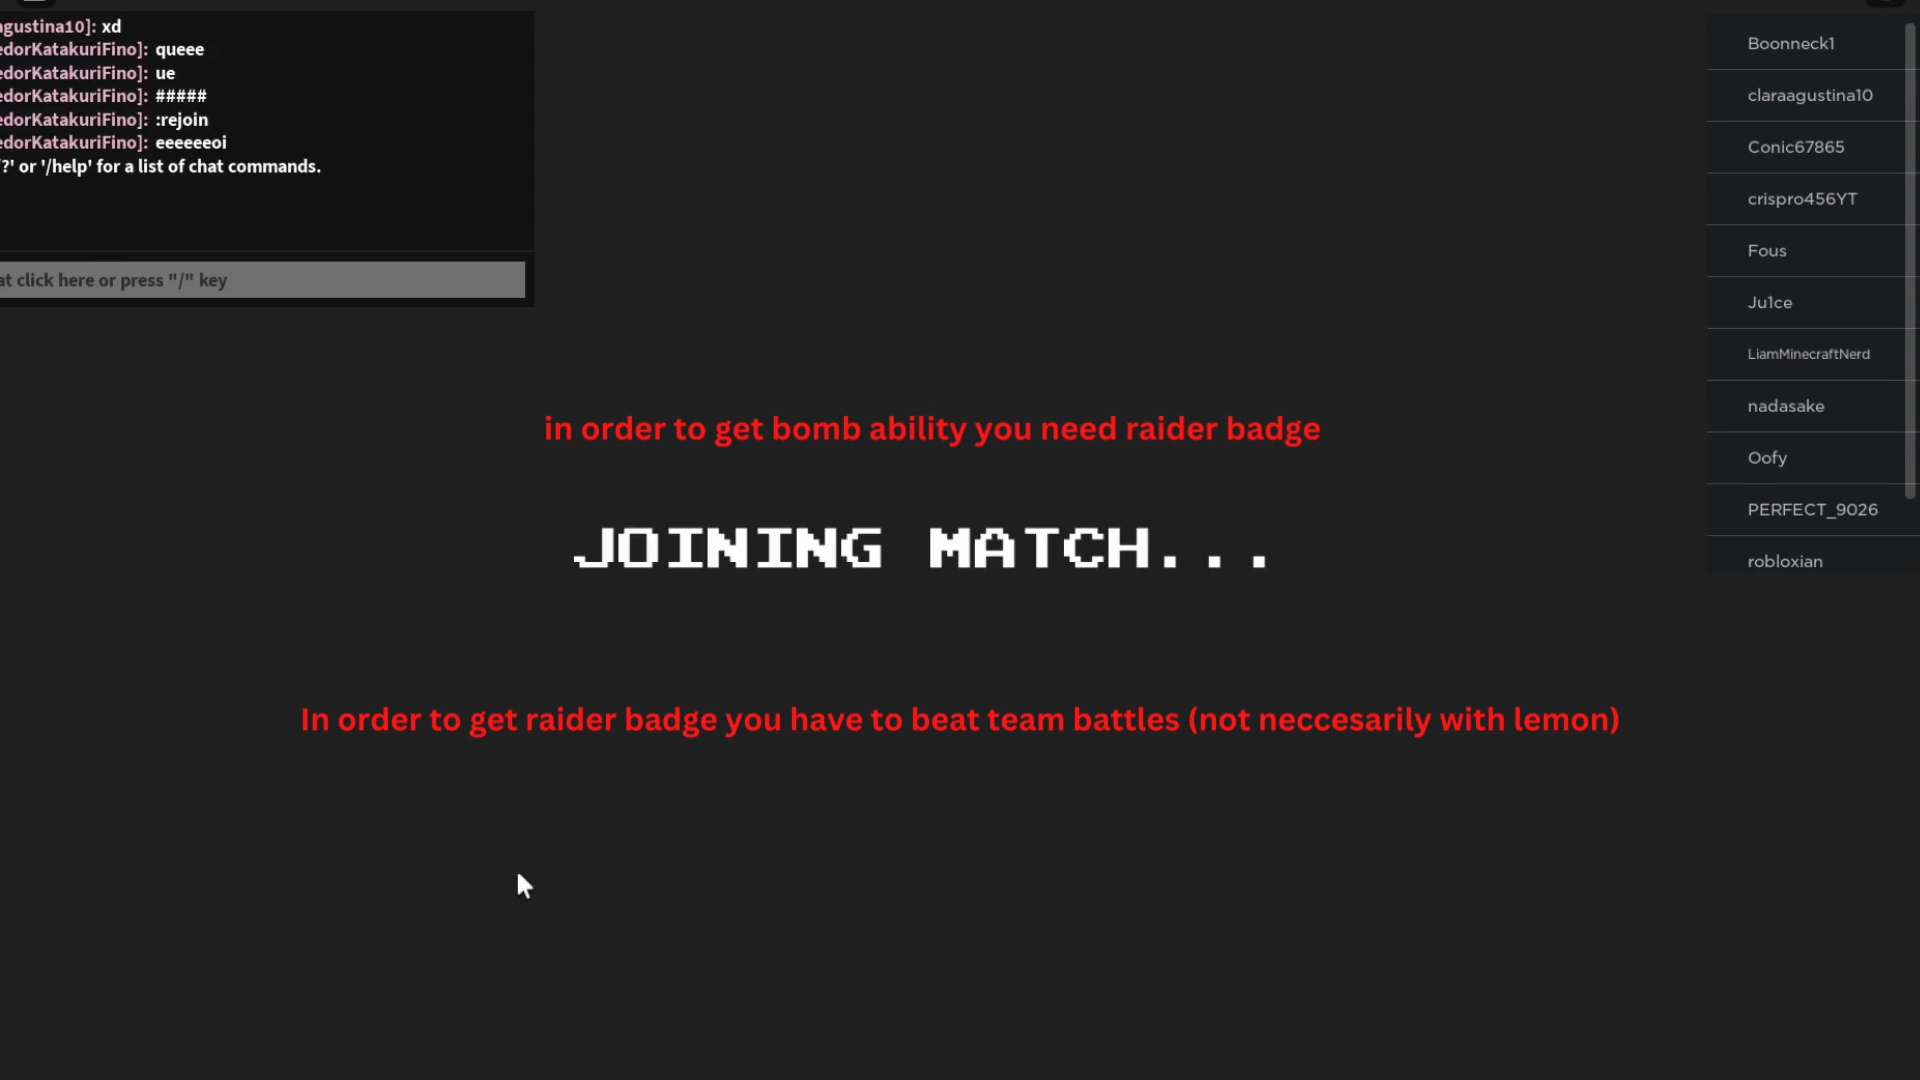 agustina10]: xd
edorKatakuriFino]: queee
edorKatakuriFino]: ue
edorKatakuriFino]: #####
edorKatakuriFino]: :rejoin
edorKatakuriFino]: eeeeeeoi
?' or '/help' for a list of chat commands.
at click here or press "/" key
in order to get bomb ability you need raider badge
JOINING MATCH...
In order to get raider badge you have to beat team battles (not neccesarily with lemon)
Boonneck1
claraagustina10
Conic67865
crispro456YT
Fous
Ju1ce
LiamMinecraftNerd
nadasake
Oofy
PERFECT_9026
robloxian